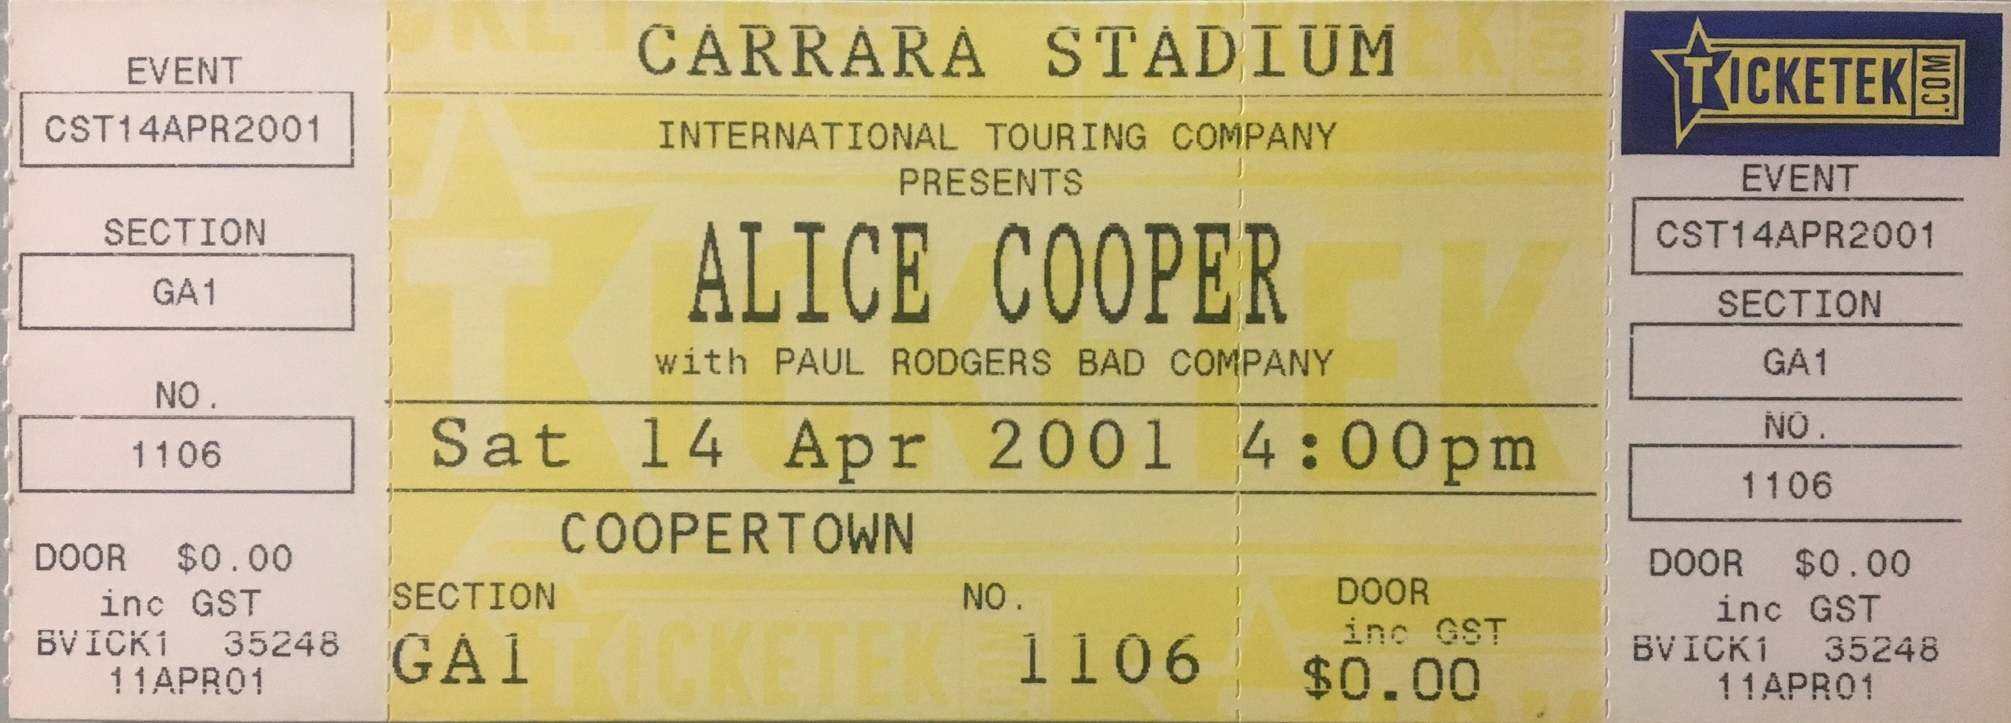 EVENT
CST14APR2001
SECTION
GA1
NO.
1106
DOOR $0.00
inc GST
BVICK1 35248
11APR01
CARRARA STADIUM
INTERNATIONAL TOURING COMPANY
PRESENTS
ALICE COOPER
with PAUL RODGERS BAD COMPANY
Sat 14 Apr 2001 4:00pm
COOPERTOWN
SECTION NO. DOOR
inc GST
GA1 1106 $0.00
TICKETEK
TICKETEK
TICKETEK.COM
EVENT
CST14APR2001
SECTION
GA1
NO.
1106
DOOR $0.00
inc GST
BVICK1 35248
11APR01